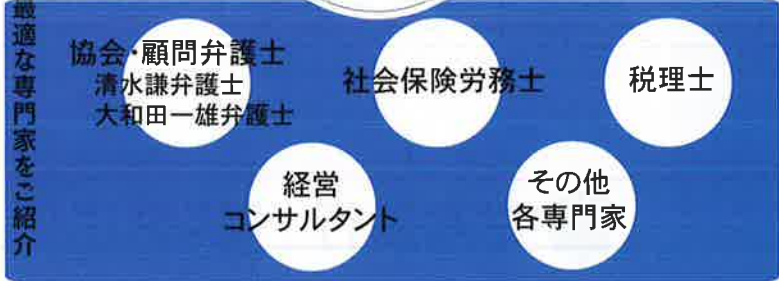 最適な専門家をご紹介
協会・顧問弁護士
清水謙弁護士
大和田一雄弁護士
社会保険労務士
税理士
経営
コンサルタント
その他
各専門家